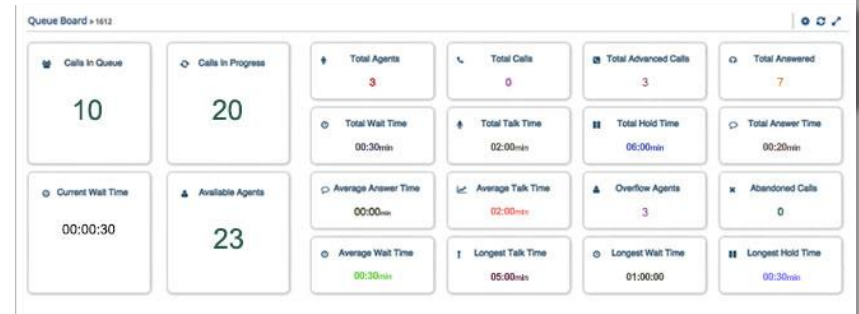 Queue Board » 1612
Calls In Queue
10
Calls In Progress
20
Total Agents
3
Total Calls
0
Total Advanced Calls
3
Total Answered
7
Total Wait Time
00:30min
Total Talk Time
02:00min
Total Hold Time
06:00min
Total Answer Time
00:20min
Current Wait Time
00:00:30
Available Agents
23
Average Answer Time
00:00min
Average Talk Time
02:00min
Overflow Agents
3
Abandoned Calls
0
Average Wait Time
00:30min
Longest Talk Time
05:00min
Longest Wait Time
01:00:00
Longest Hold Time
00:30min